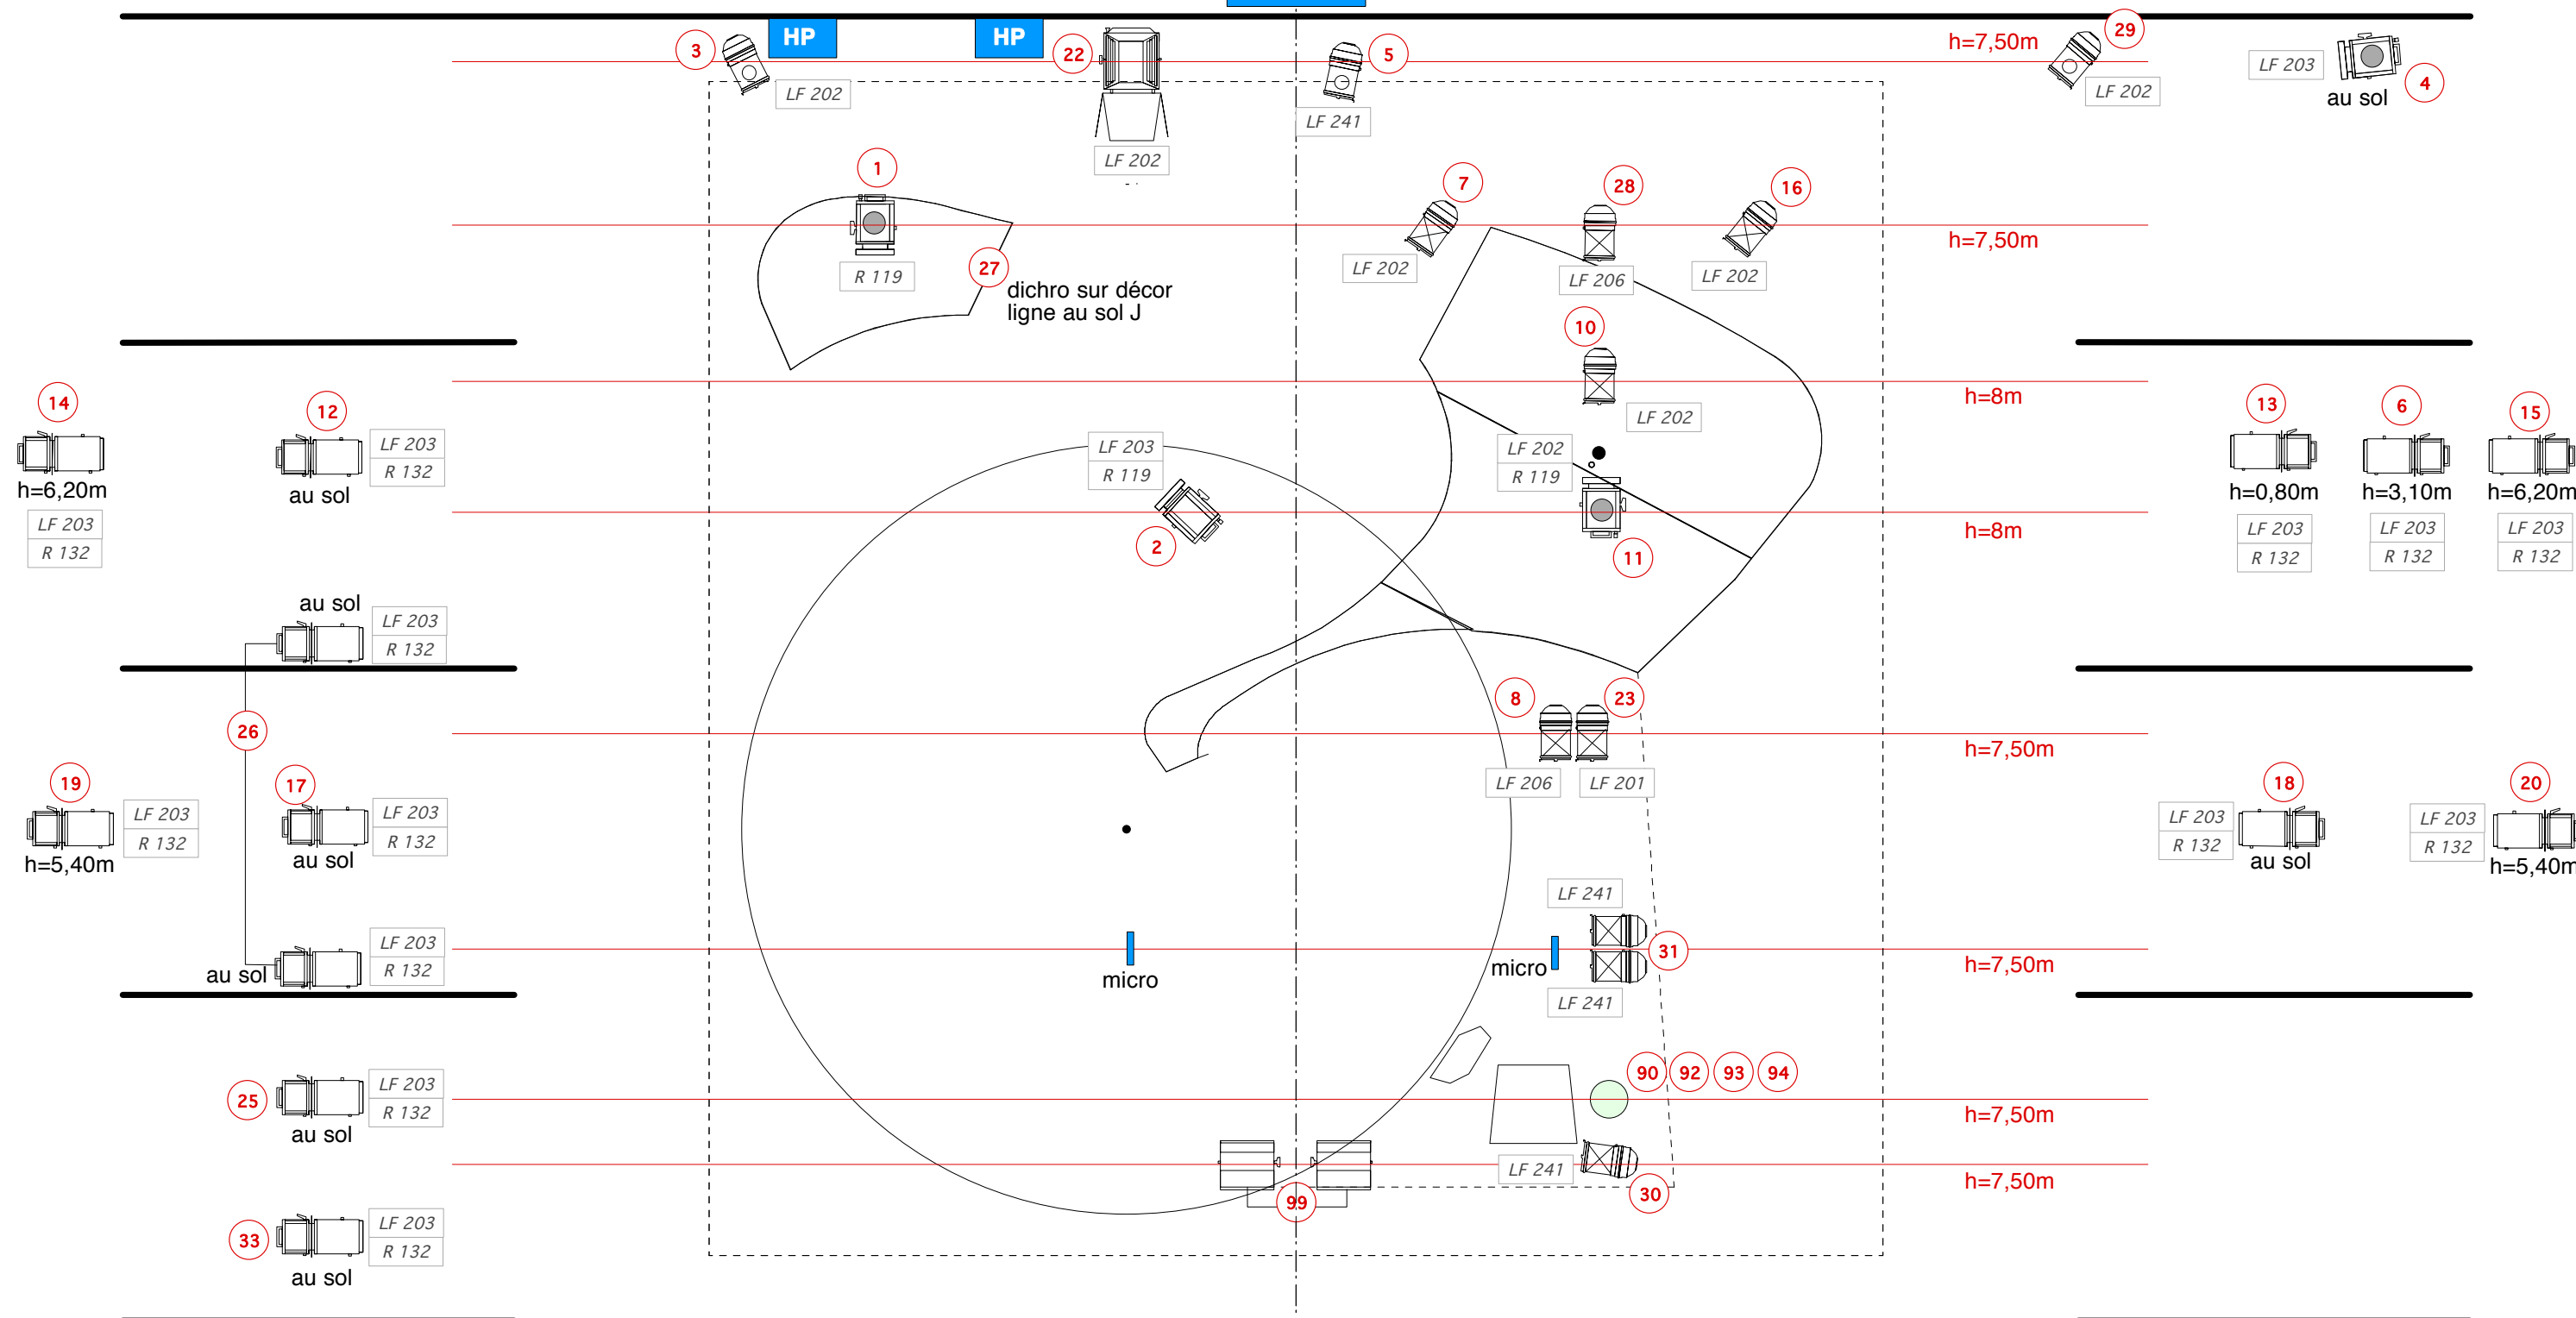 HP
HP
3
22
5
29
h=7,50m
LF 203
4
au sol
LF 202
LF 202
LF 241
LF 202
1
7
28
16
h=7,50m
R 119
27
LF 202
LF 206
LF 202
dichro sur décor
ligne au sol J
10
h=8m
LF 202
14
h=6,20m
LF 203
R 132
12
LF 203
R 132
au sol
LF 203
R 119
2
LF 202
R 119
11
h=8m
13
h=0,80m
LF 203
R 132
6
h=3,10m
LF 203
R 132
15
h=6,20m
LF 203
R 132
au sol
LF 203
R 132
26
8
23
h=7,50m
LF 206
LF 201
19
LF 203
R 132
h=5,40m
17
LF 203
R 132
au sol
18
LF 203
R 132
au sol
20
LF 203
R 132
h=5,40m
LF 241
31
LF 241
micro
micro
h=7,50m
au sol
LF 203
R 132
25
LF 203
R 132
au sol
90
92
93
94
h=7,50m
LF 241
30
99
h=7,50m
33
LF 203
R 132
au sol